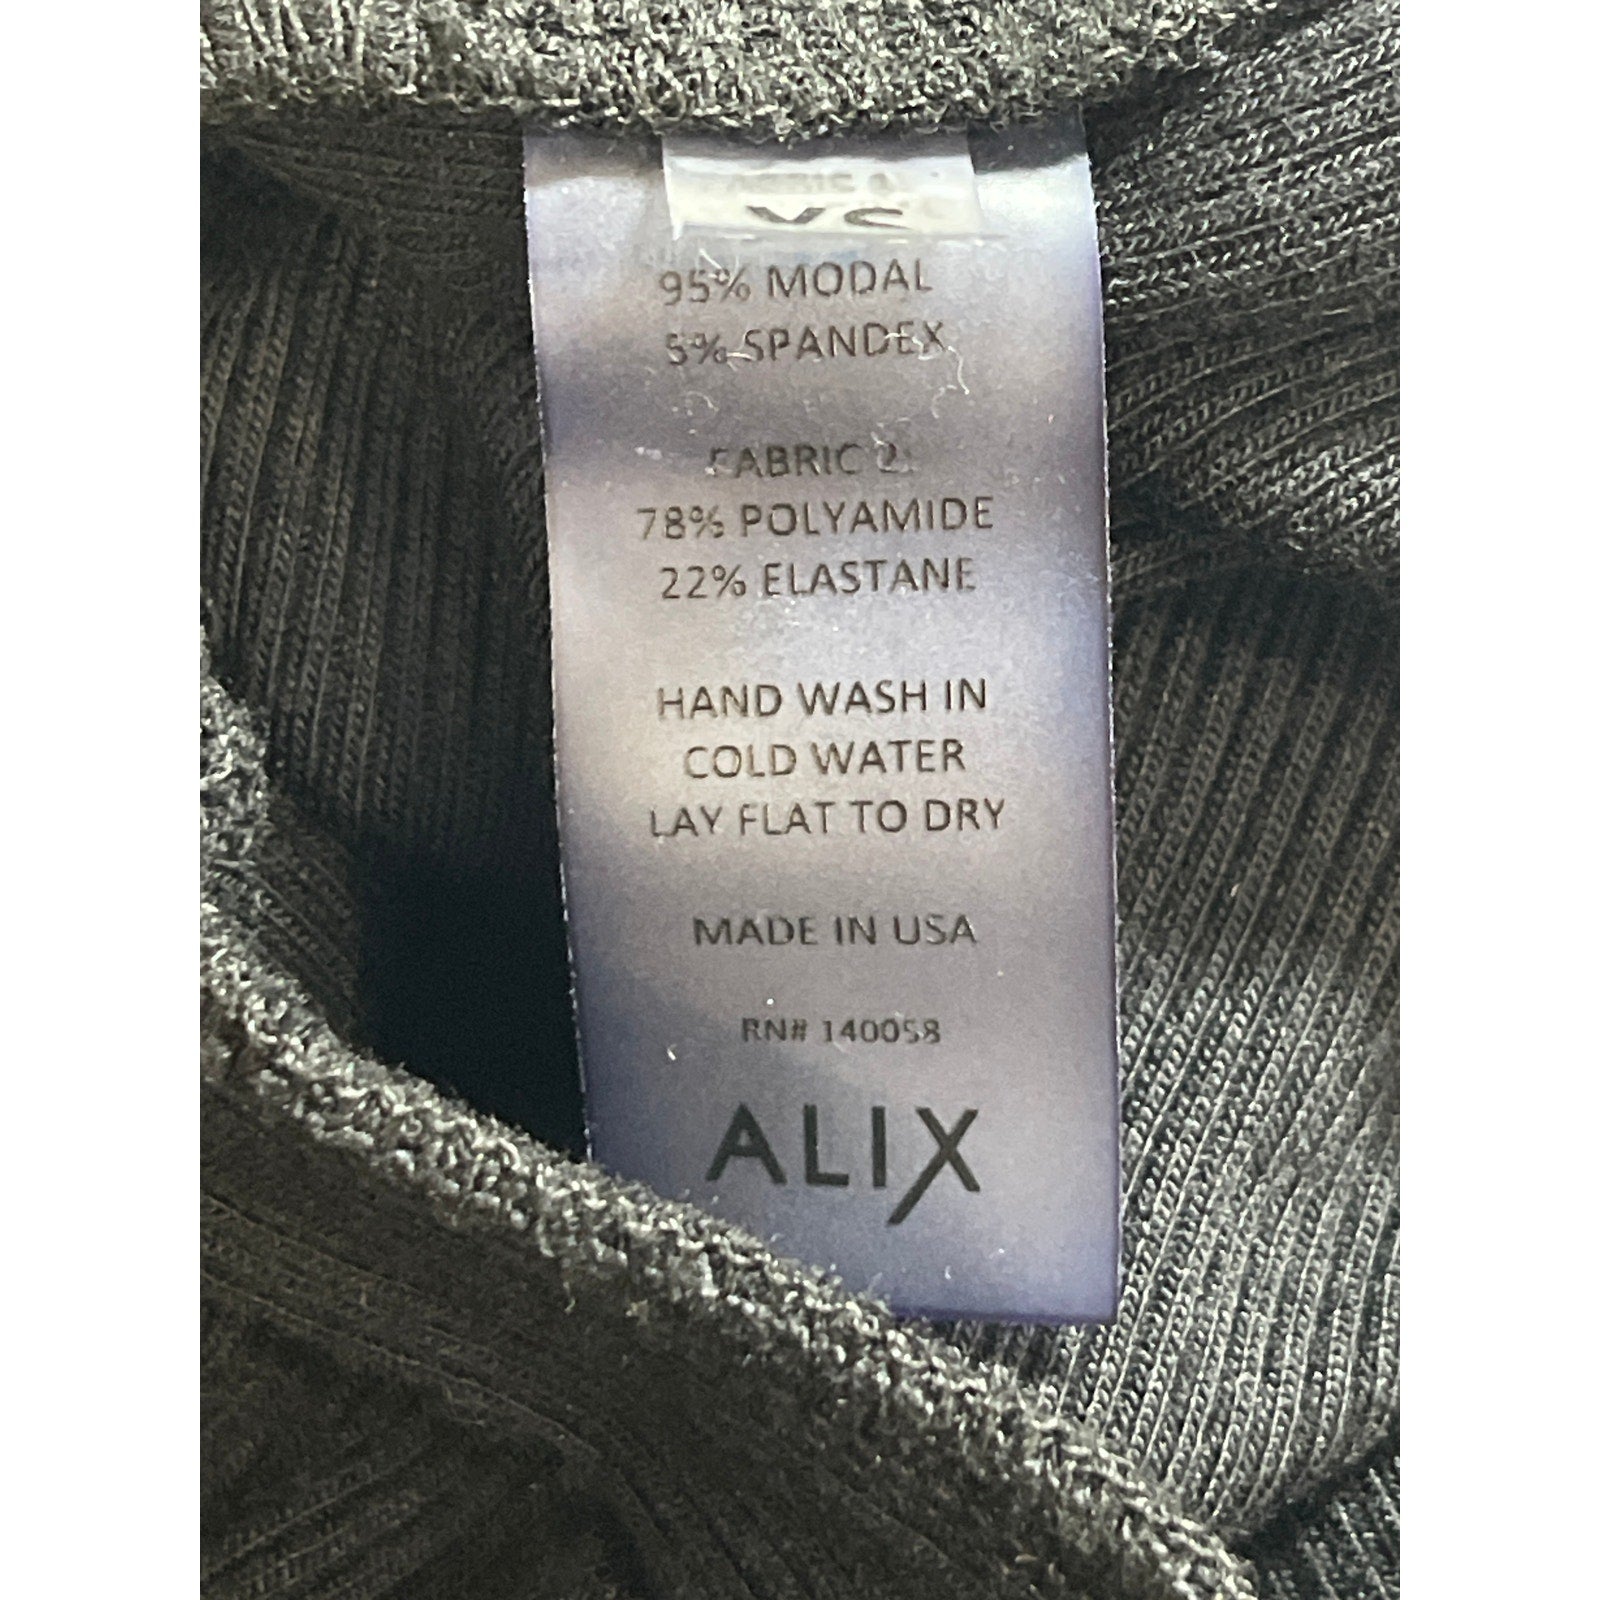 VC
95% MODAL
5% SPANDEX
FABRIC 2:
78% POLYAMIDE
22% ELASTANE
HAND WASH IN
COLD WATER
LAY FLAT TO DRY
MADE IN USA
RN# 140058
ALIX